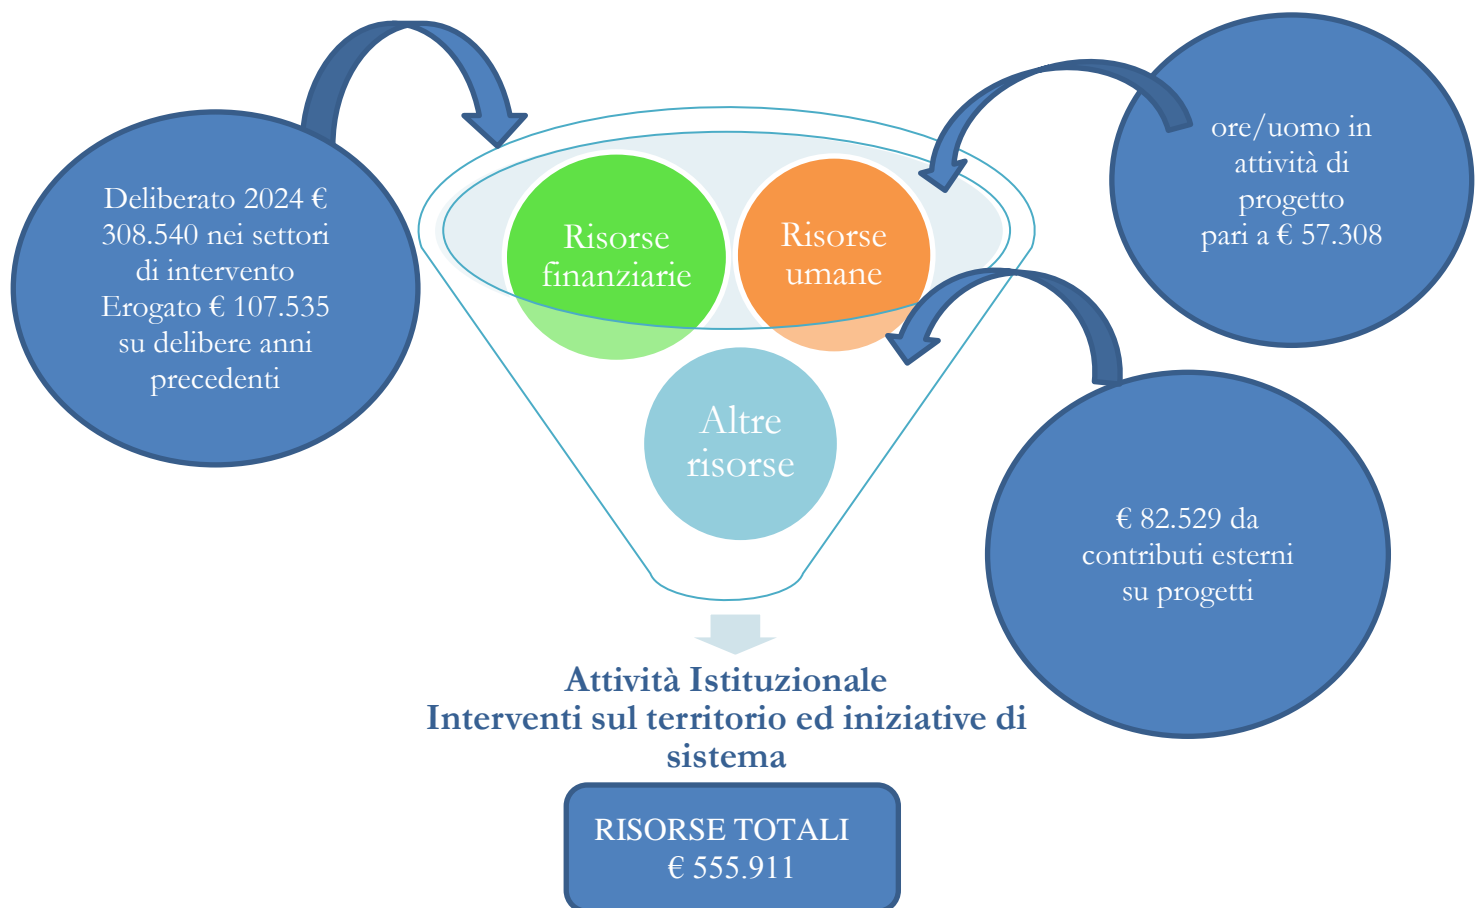 Deliberato 2024 €
308.540 nei settori
di intervento
Erogato € 107.535
su delibere anni
precedenti
Risorse
finanziarie
Risorse
umane
Altre
risorse
ore/uomo in
attività di
progetto
pari a € 57.308
€ 82.529 da
contributi esterni
su progetti
Attività Istituzionale
Interventi sul territorio ed iniziative di
sistema
RISORSE TOTALI
€ 555.911